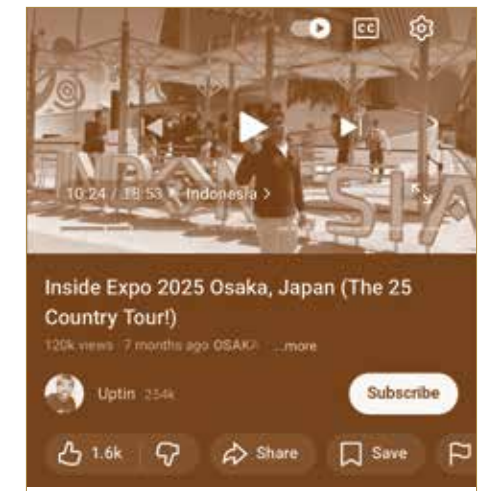 CC
INDONESIA
10:24 / 18:53 • Indonesia >
Inside Expo 2025 Osaka, Japan (The 25
Country Tour!)
120k views 7 months ago OSAKA ...more
Uptin 234k
Subscribe
1.6k Share Save